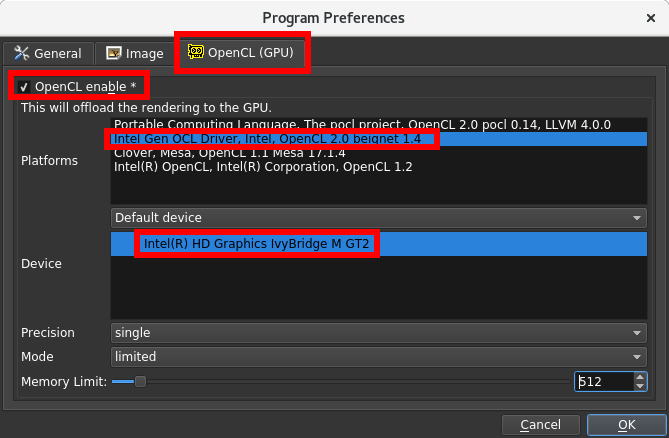 Program Preferences
General
Image
OpenCL (GPU)
OpenCL enable *
This will offload the rendering to the GPU.
Platforms
Portable Computing Language, The pocl project, OpenCL 2.0 pocl 0.14, LLVM 4.0.0
Intel Gen OCL Driver, Intel, OpenCL 2.0 beignet 1.4
Clover, Mesa, OpenCL 1.1 Mesa 17.1.4
Intel(R) OpenCL, Intel(R) Corporation, OpenCL 1.2
Default device
Device
Intel(R) HD Graphics IvyBridge M GT2
Precision
single
Mode
limited
Memory Limit:
512
Cancel
OK